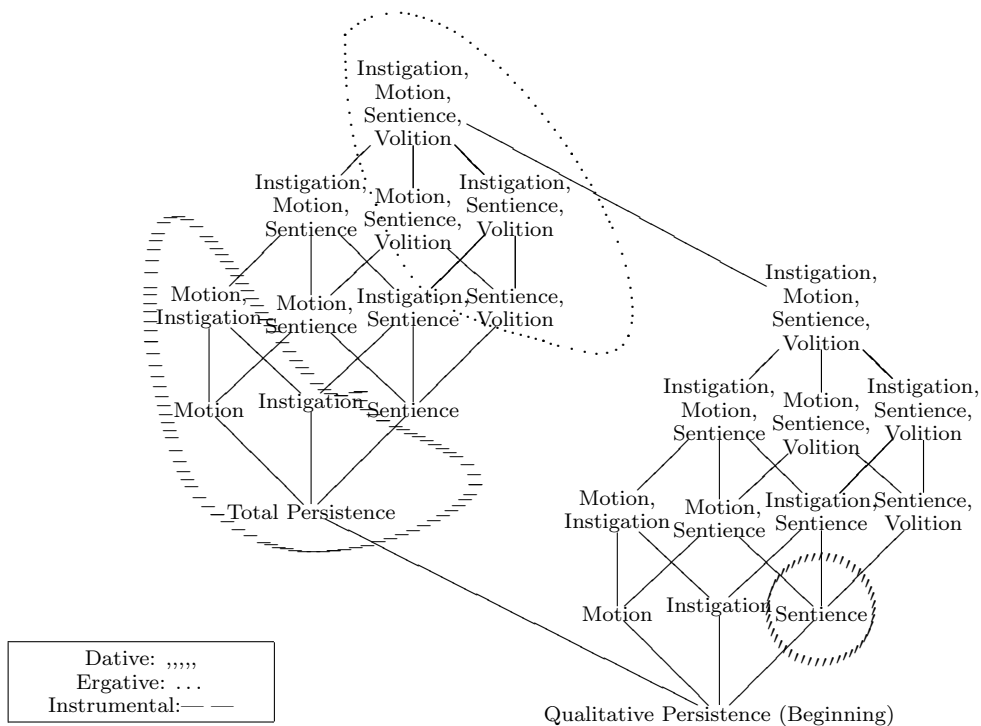 Instigation,
Motion,
Sentience,
Volition
Instigation,
Motion,
Sentience
Motion,
Sentience,
Volition
Instigation,
Sentience,
Volition
Motion,
Instigation
Motion,
Sentience
Instigation,
Sentience
Sentience,
Volition
Motion
Instigation
Sentience
Total Persistence
Instigation,
Motion,
Sentience,
Volition
Instigation,
Motion,
Sentience
Motion,
Sentience,
Volition
Instigation,
Sentience,
Volition
Motion,
Instigation
Motion,
Sentience
Instigation,
Sentience
Sentience,
Volition
Motion
Instigation
Sentience
Qualitative Persistence (Beginning)
Dative: ,,,,,
Ergative: ...
Instrumental:— —